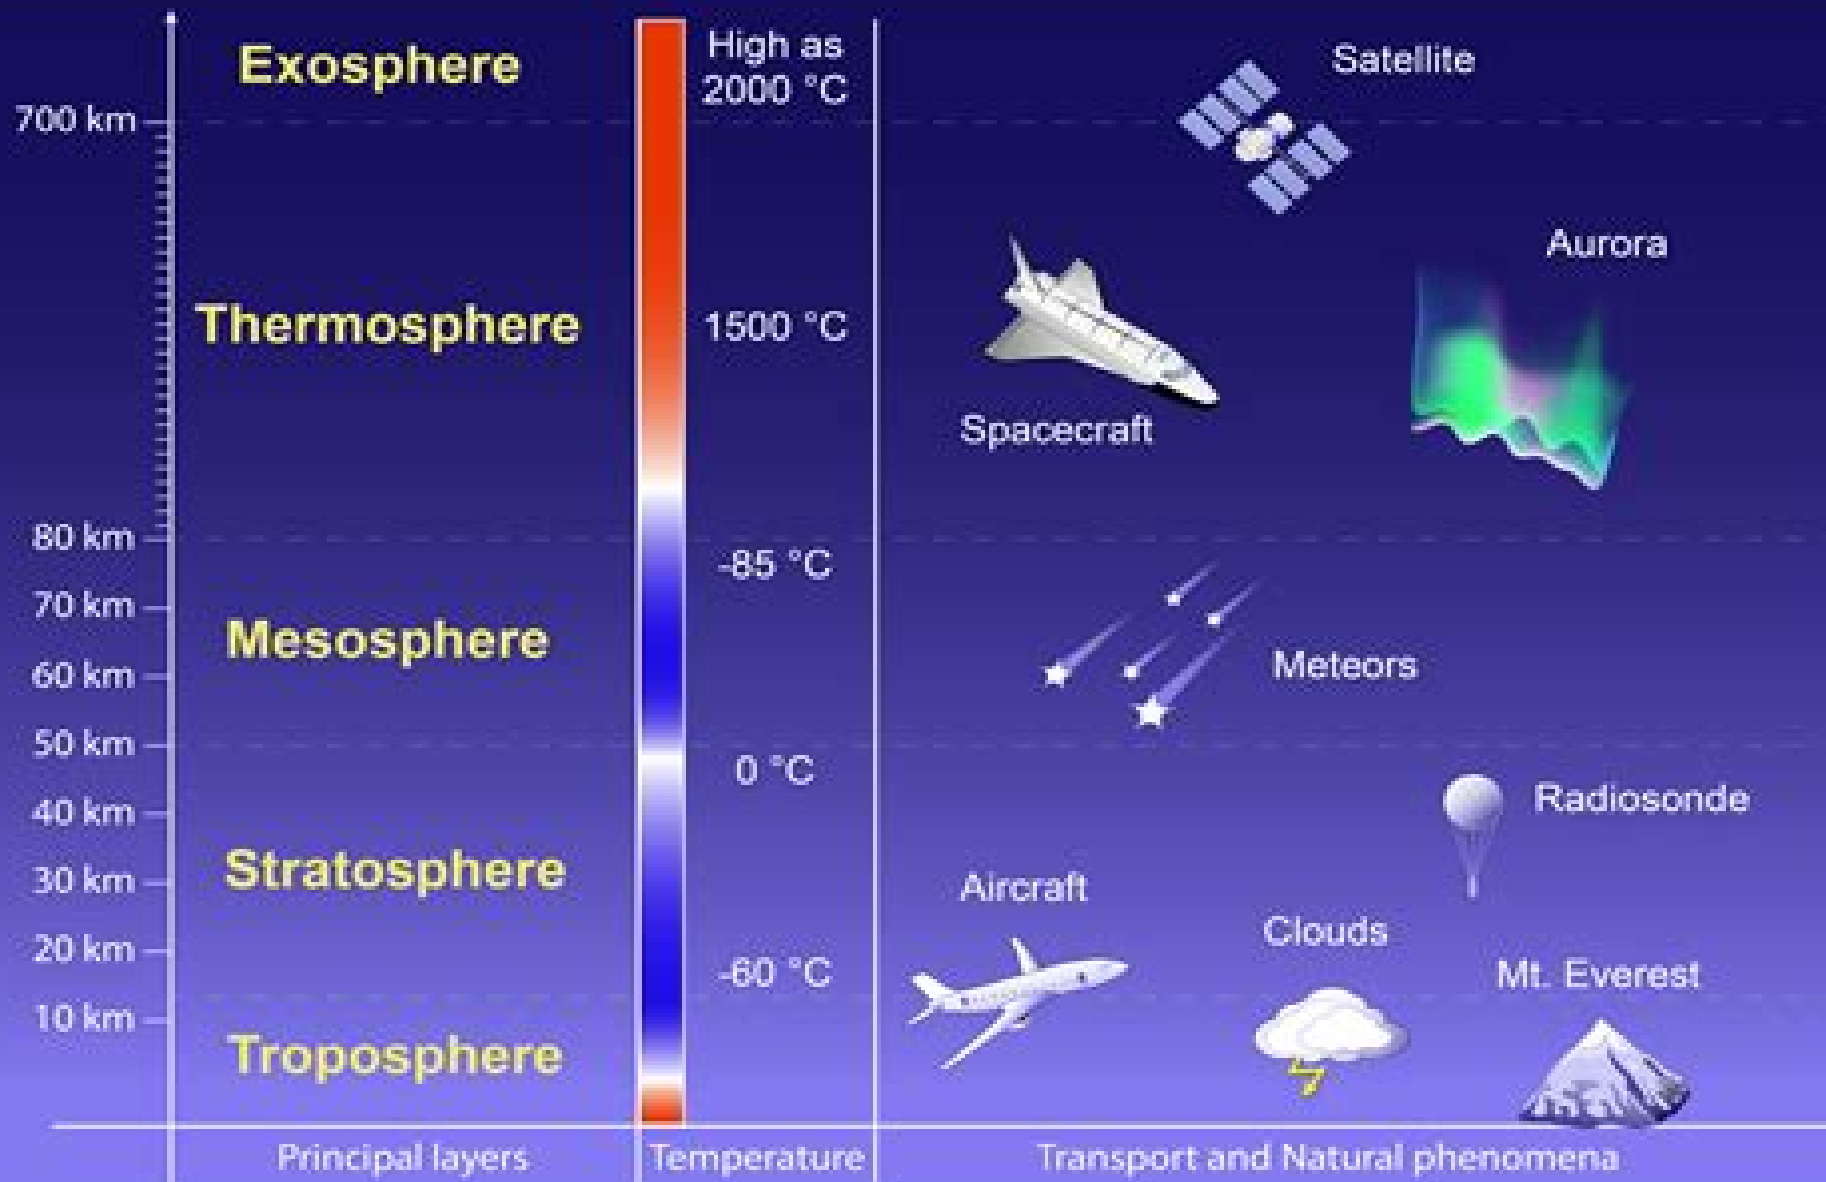 Exosphere
High as
2000 °C
Satellite
700 km
Aurora
Thermosphere
1500 °C
Spacecraft
80 km
-85 °C
70 km
Mesosphere
Meteors
60 km
50 km
0 °C
Radiosonde
40 km
Stratosphere
30 km
Aircraft
Clouds
20 km
-60 °C
Mt. Everest
10 km
Troposphere
Principal layers
Temperature
Transport and Natural phenomena